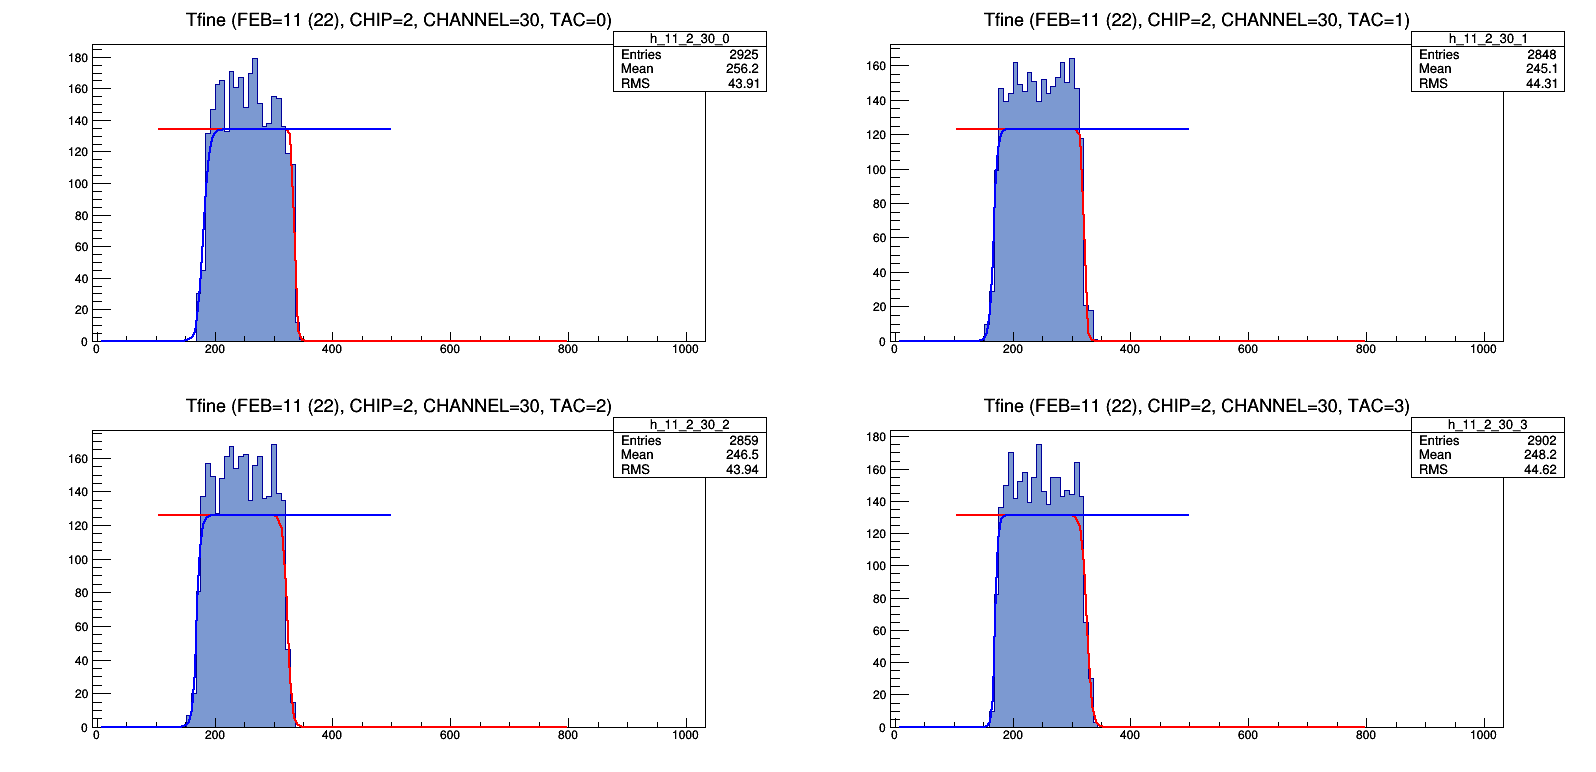 Tfine (FEB=11 (22), CHIP=2, CHANNEL=30, TAC=0)
h_11_2_30_0
Entries 2925
Mean 256.2
RMS 43.91
180
160
140
120
100
80
60
40
20
0
0 200 400 600 800 1000
Tfine (FEB=11 (22), CHIP=2, CHANNEL=30, TAC=1)
h_11_2_30_1
Entries 2848
Mean 245.1
RMS 44.31
160
140
120
100
80
60
40
20
0
0 200 400 600 800 1000
Tfine (FEB=11 (22), CHIP=2, CHANNEL=30, TAC=2)
h_11_2_30_2
Entries 2859
Mean 246.5
RMS 43.94
160
140
120
100
80
60
40
20
0
0 200 400 600 800 1000
Tfine (FEB=11 (22), CHIP=2, CHANNEL=30, TAC=3)
h_11_2_30_3
Entries 2902
Mean 248.2
RMS 44.62
180
160
140
120
100
80
60
40
20
0
0 200 400 600 800 1000